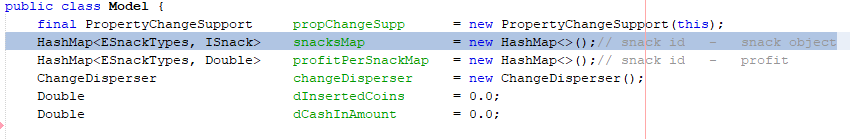 public class Model {
final PropertyChangeSupport propChangeSupp = new PropertyChangeSupport(this);
HashMap<ESnackTypes, ISnack> snacksMap = new HashMap<>();// snack id - snack object
HashMap<ESnackTypes, Double> profitPerSnackMap = new HashMap<>();// snack id - profit
ChangeDisperser changeDisperser = new ChangeDisperser();
Double dInsertedCoins = 0.0;
Double dCashInAmount = 0.0;